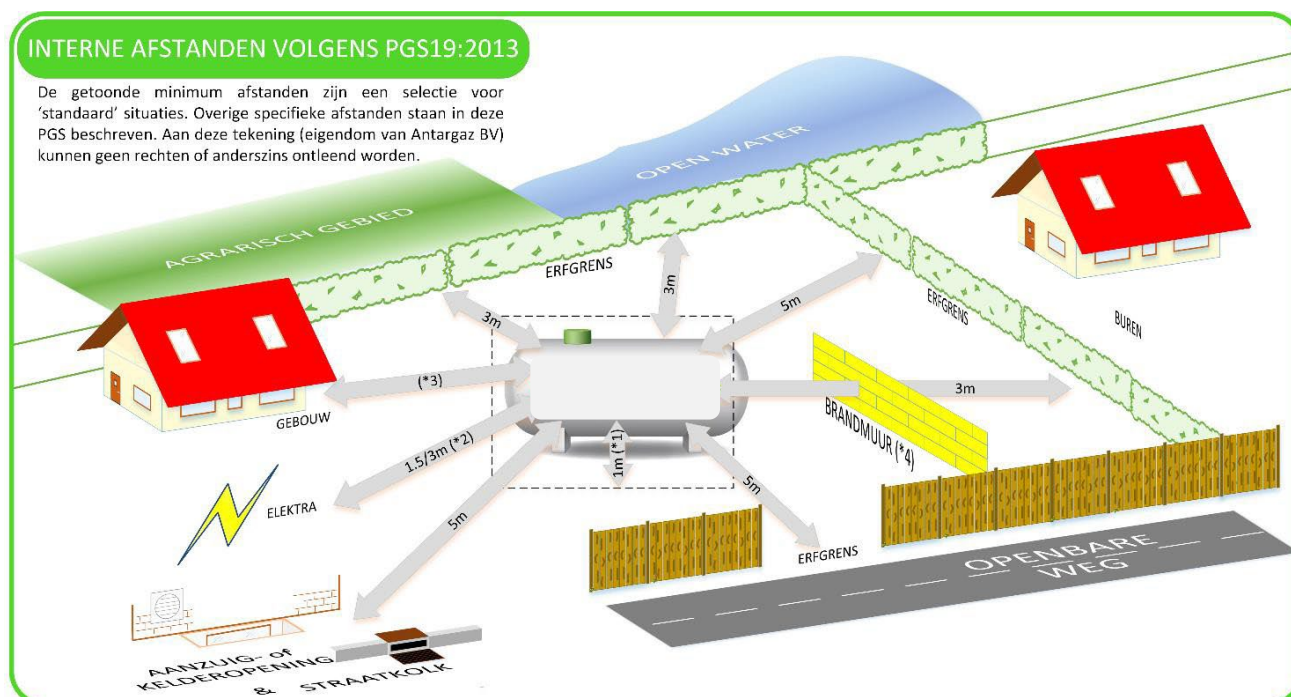 INTERNE AFSTANDEN VOLGENS PGS19:2013
De getoonde minimum afstanden zijn een selectie voor
‘standaard’ situaties. Overige specifieke afstanden staan in deze
PGS beschreven. Aan deze tekening (eigendom van Antargaz BV)
kunnen geen rechten of anderszins ontleend worden.
OPEN WATER
AGRARISCH GEBIED
ERFGRENS
3m
5m
3m
ERFGRENS
BUREN
(*3)
GEBOUW
3m
BRANDMUUR (*4)
1.5/3m (*2)
1m (*1)
5m
5m
ELEKTRA
ERFGRENS
OPENBARE
WEG
AANZUIG- of
KELDEROPENING
& STRAATKOLK